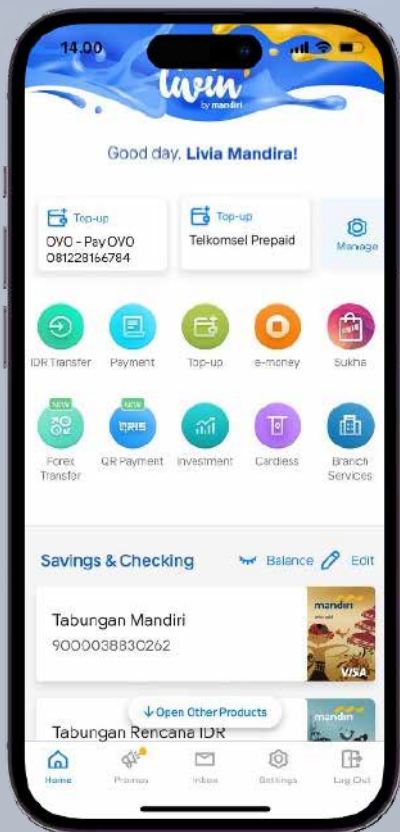 14.00
livin'
by mandiri
Good day, Livia Mandira!
Top-up
OVO - Pay OVO
081228166784
Top-up
Telkomsel Prepaid
Manage
IDR Transfer
Payment
Top-up
e-money
Sukha
NEW
Forex
Transfer
NEW
QRIS
QR Payment
Investment
Cardless
Branch
Services
Savings & Checking
Balance
Edit
Tabungan Mandiri
9000038830262
mandiri
VISA
Open Other Products
Tabungan Rencana IDR
mandiri
Home
Promos
Inbox
Settings
Log Out